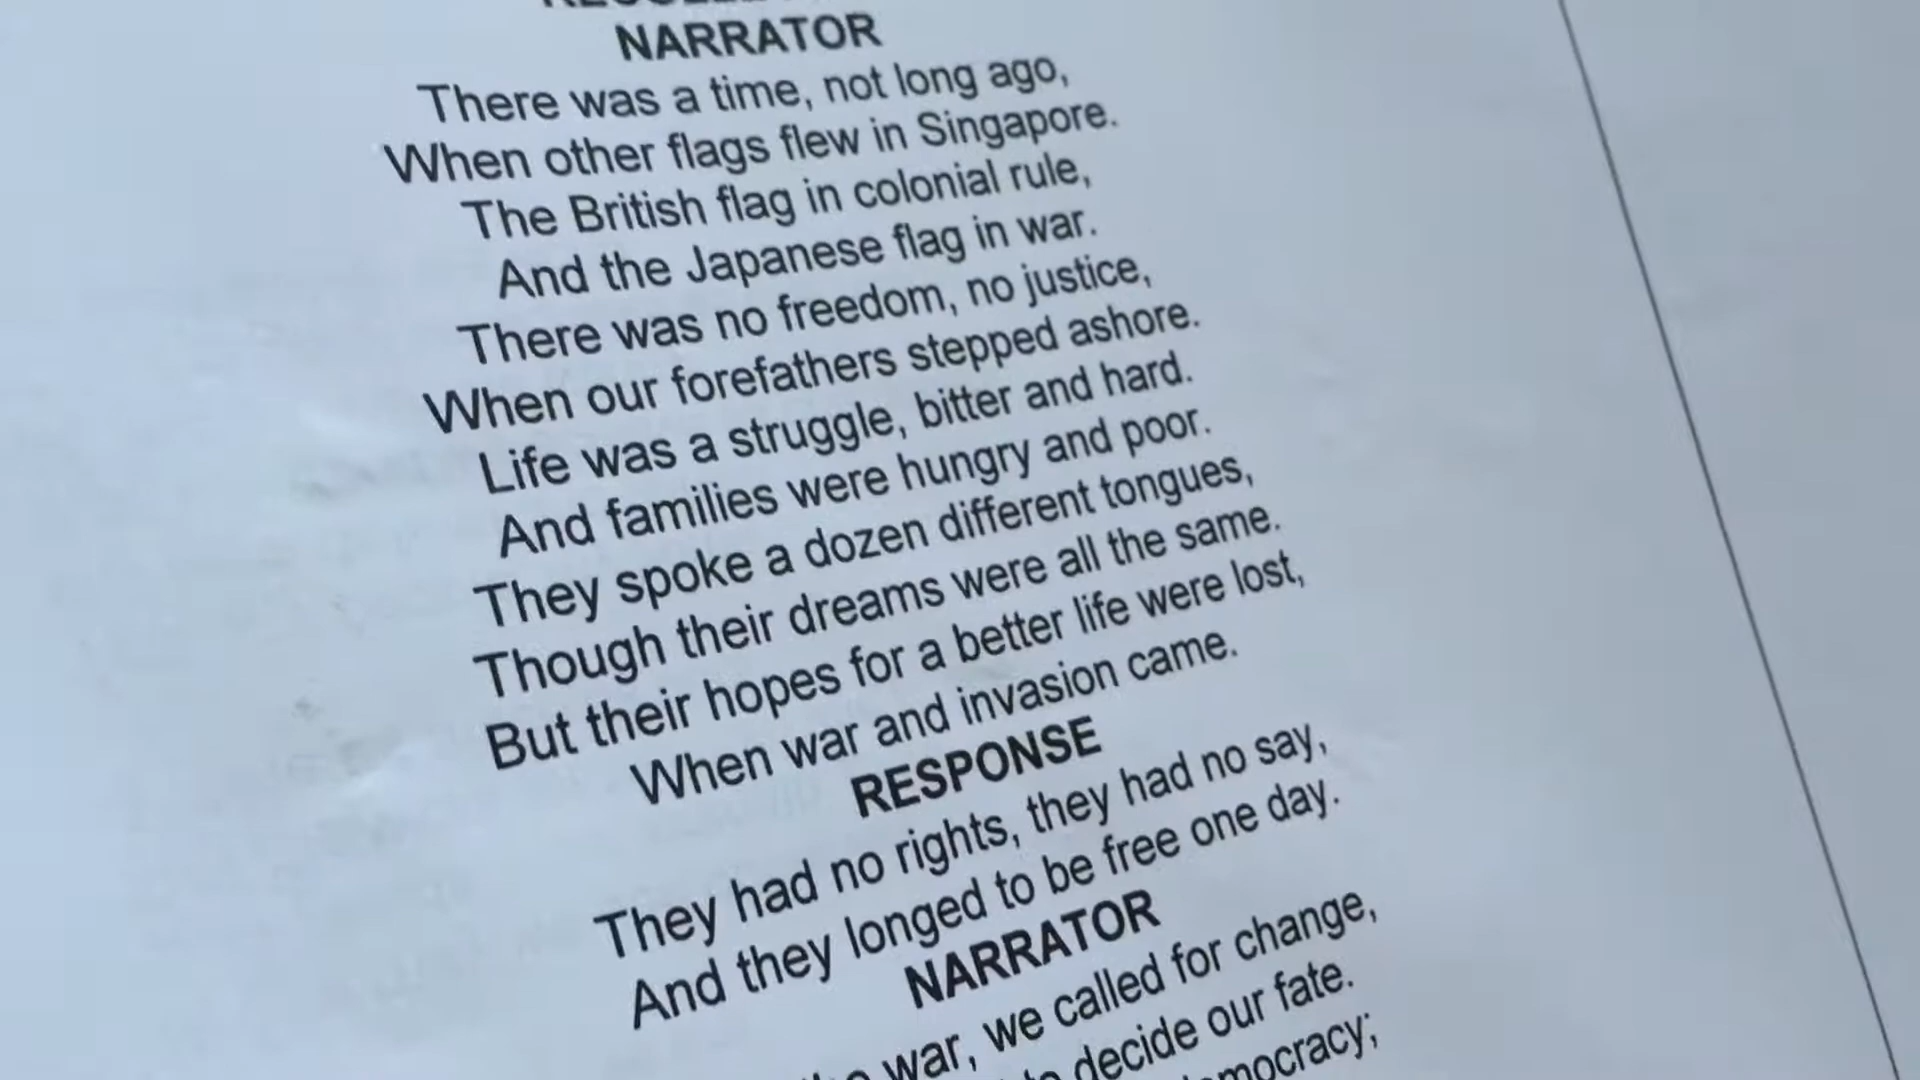 NARRATOR
There was a time, not long ago,
When other flags flew in Singapore.
The British flag in colonial rule,
And the Japanese flag in war.
There was no freedom, no justice,
When our forefathers stepped ashore.
Life was a struggle, bitter and hard.
And families were hungry and poor.
They spoke a dozen different tongues,
Though their dreams were all the same.
But their hopes for a better life were lost,
When war and invasion came.
RESPONSE
They had no rights, they had no say,
And they longed to be free one day.
NARRATOR
war, we called for change,
to decide our fate.